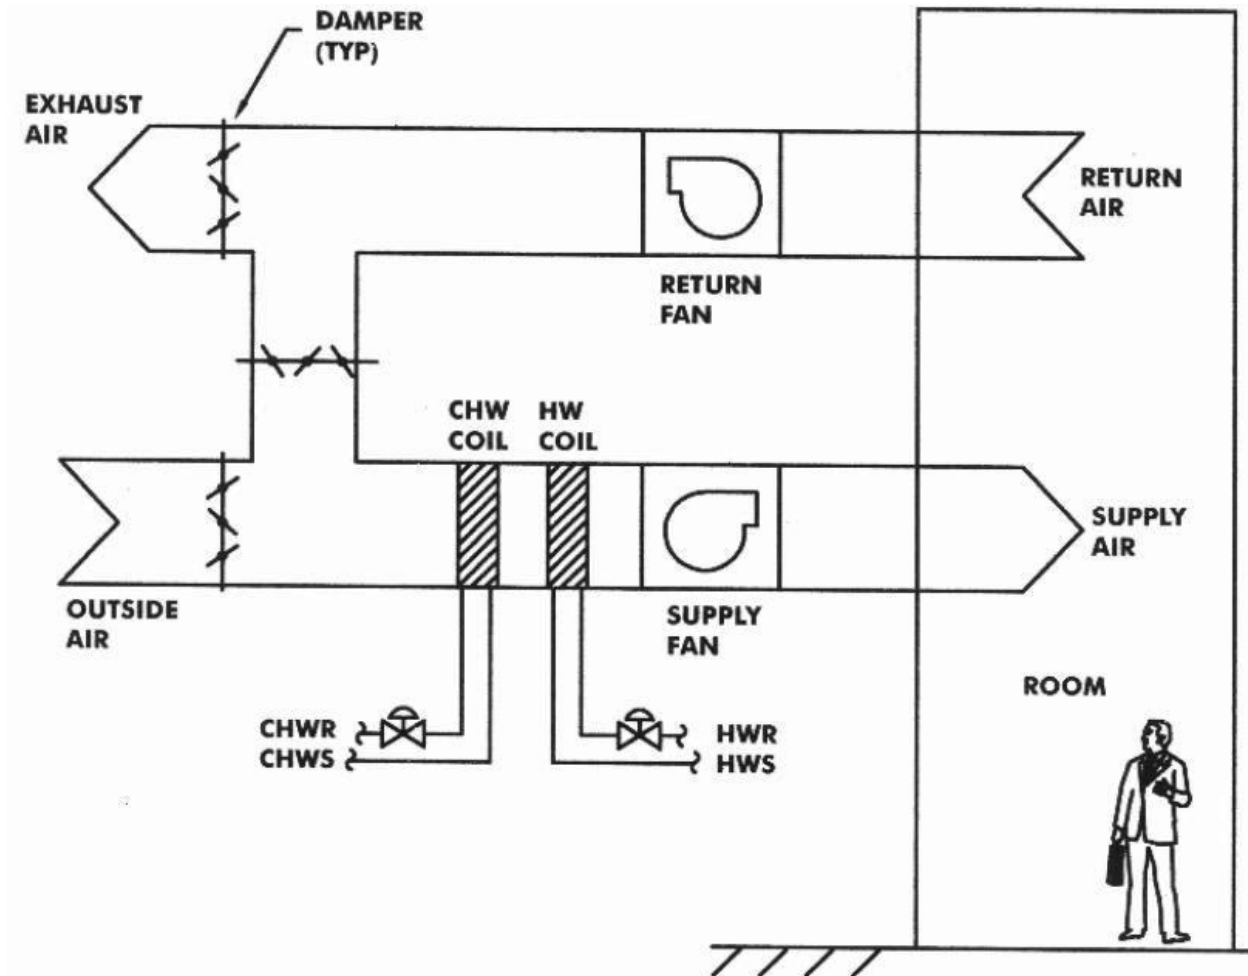 DAMPER
(TYP)
EXHAUST
AIR
RETURN
AIR
RETURN
FAN
CHW
COIL
HW
COIL
SUPPLY
AIR
OUTSIDE
AIR
SUPPLY
FAN
ROOM
CHWR
CHWS
HWR
HWS